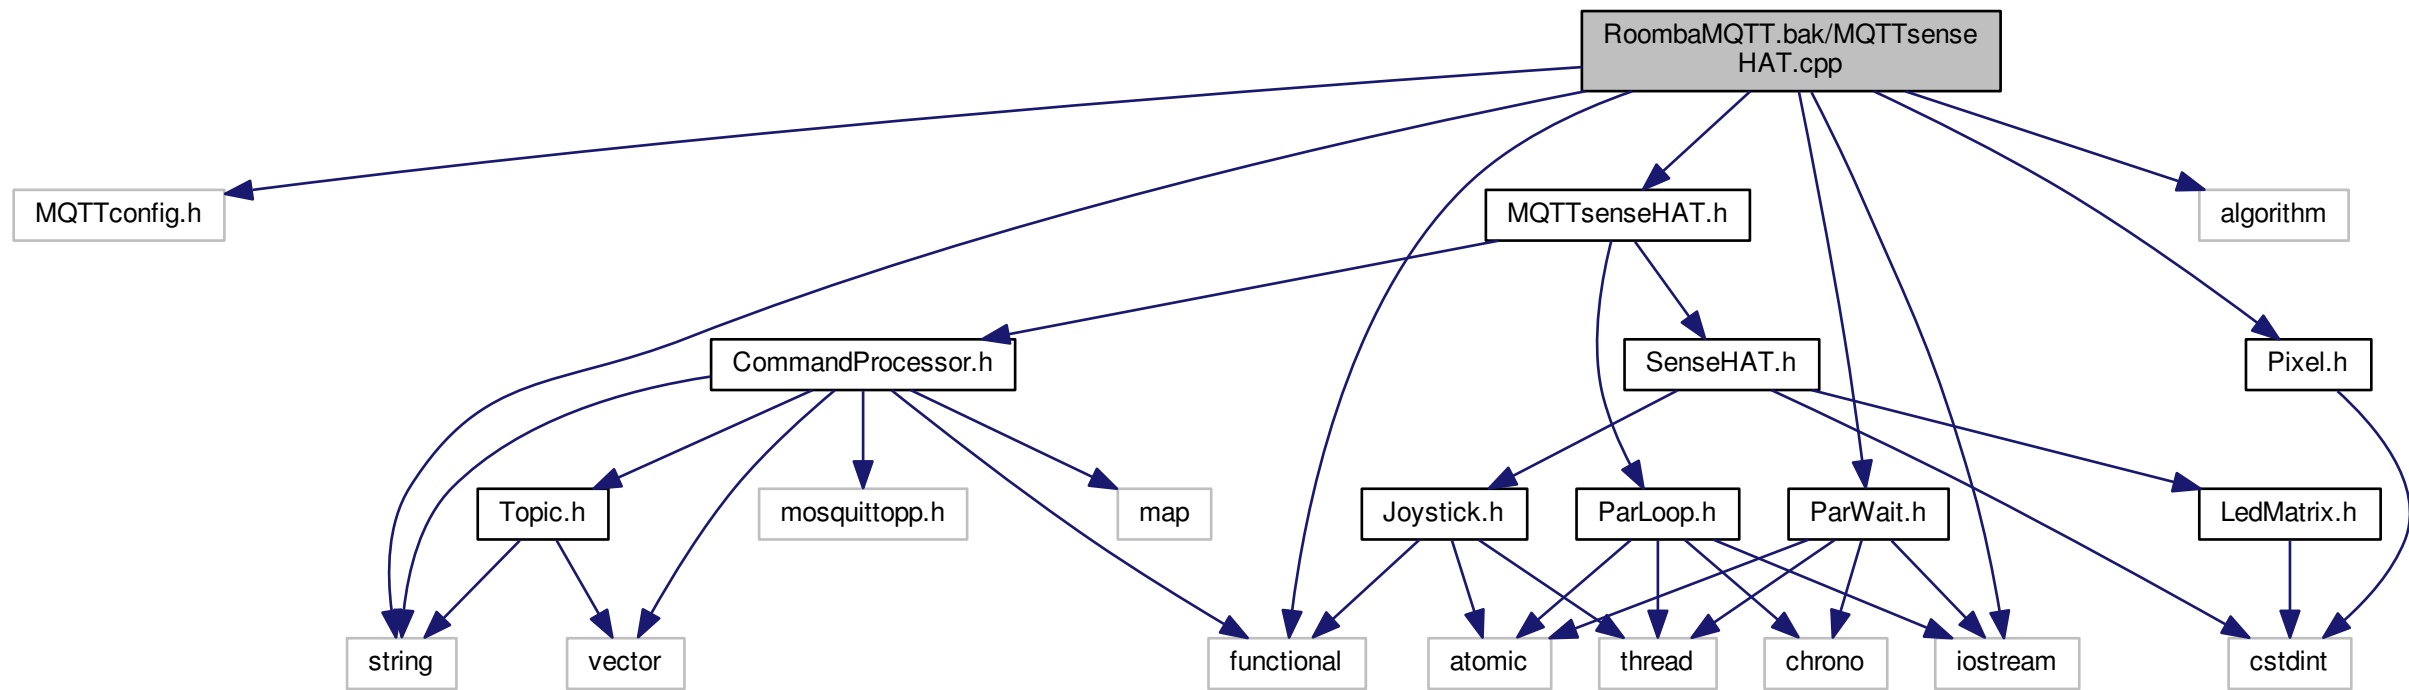 RoombaMQTT.bak/MQTTsense
HAT.cpp
MQTTconfig.h
MQTTsenseHAT.h
algorithm
CommandProcessor.h
SenseHAT.h
Pixel.h
Topic.h
mosquittopp.h
map
Joystick.h
ParLoop.h
ParWait.h
LedMatrix.h
string
vector
functional
atomic
thread
chrono
iostream
cstdint